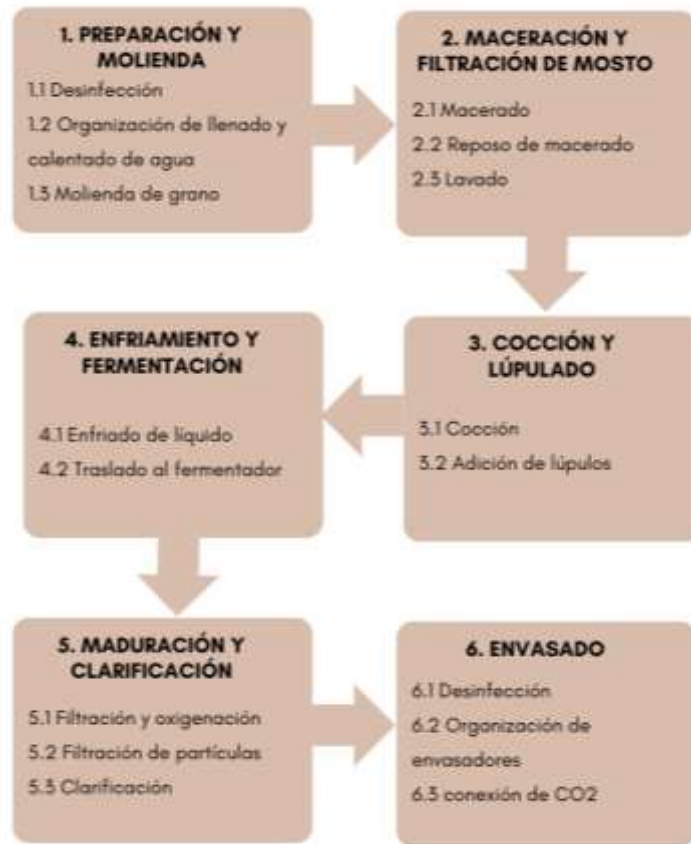 1. PREPARACIÓN Y
MOLIENDA
1.1 Desinfección
1.2 Organización de llenado y
calentado de agua
1.3 Molienda de grano
2. MACERACIÓN Y
FILTRACIÓN DE MOSTO
2.1 Macerado
2.2 Reposo de macerado
2.3 Lavado
3. COCCIÓN Y
LÚPULADO
3.1 Cocción
3.2 Adición de lúpulos
4. ENFRIAMIENTO Y
FERMENTACIÓN
4.1 Enfriado de líquido
4.2 Traslado al fermentador
5. MADURACIÓN Y
CLARIFICACIÓN
5.1 Filtración y oxigenación
5.2 Filtración de partículas
5.3 Clarificación
6. ENVASADO
6.1 Desinfección
6.2 Organización de
envasadores
6.3 conexión de CO2